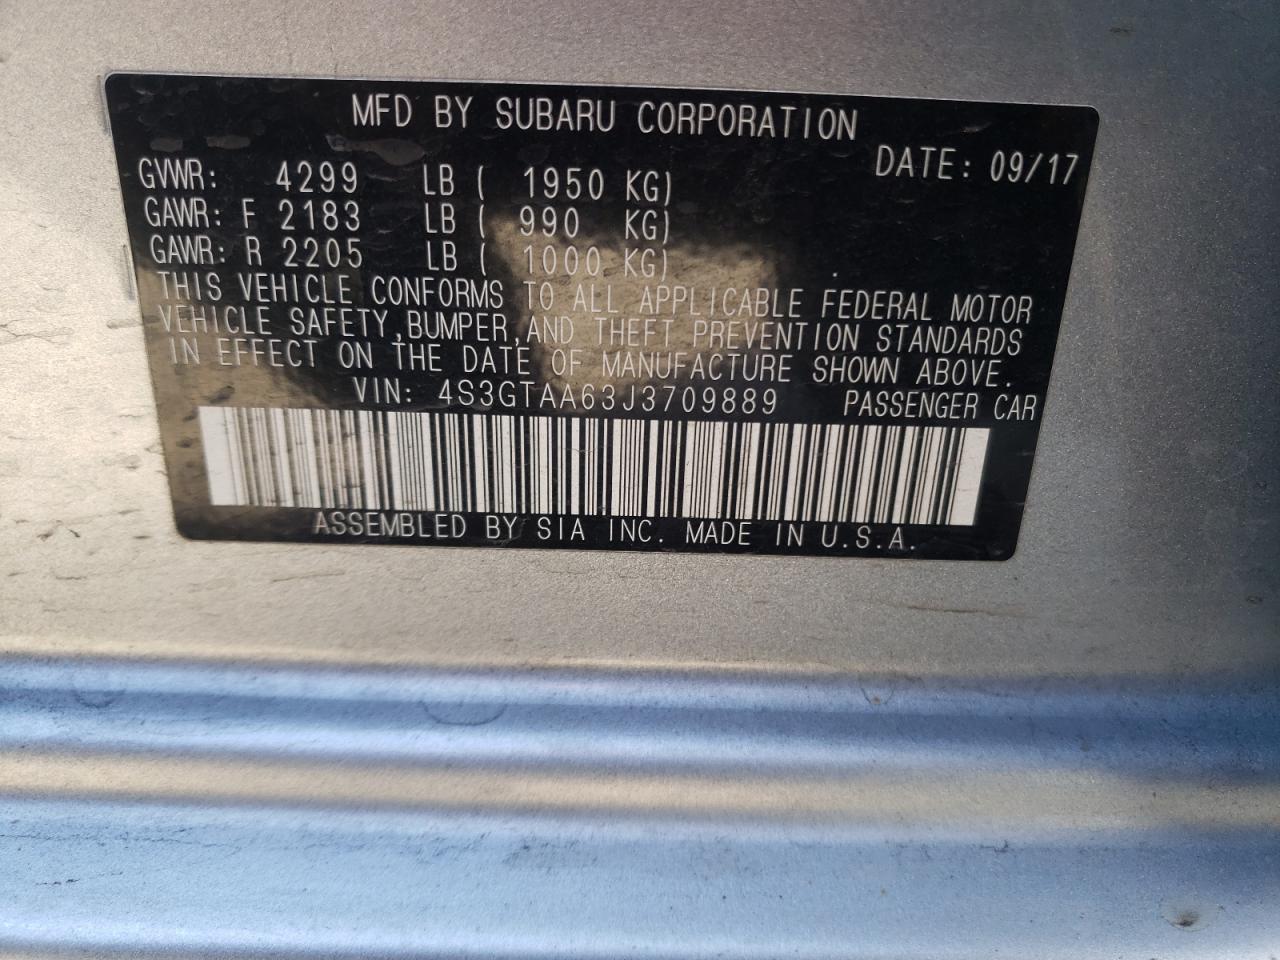 MFD BY SUBARU CORPORATION
DATE: 09/17
GVWR: 4299 LB ( 1950 KG)
GAWR: F 2183 LB ( 990 KG)
GAWR: R 2205 LB ( 1000 KG)
THIS VEHICLE CONFORMS TO ALL APPLICABLE FEDERAL MOTOR
VEHICLE SAFETY,BUMPER,AND THEFT PREVENTION STANDARDS
IN EFFECT ON THE DATE OF MANUFACTURE SHOWN ABOVE.
VIN: 4S3GTAA63J3709889 PASSENGER CAR
ASSEMBLED BY SIA INC. MADE IN U.S.A.